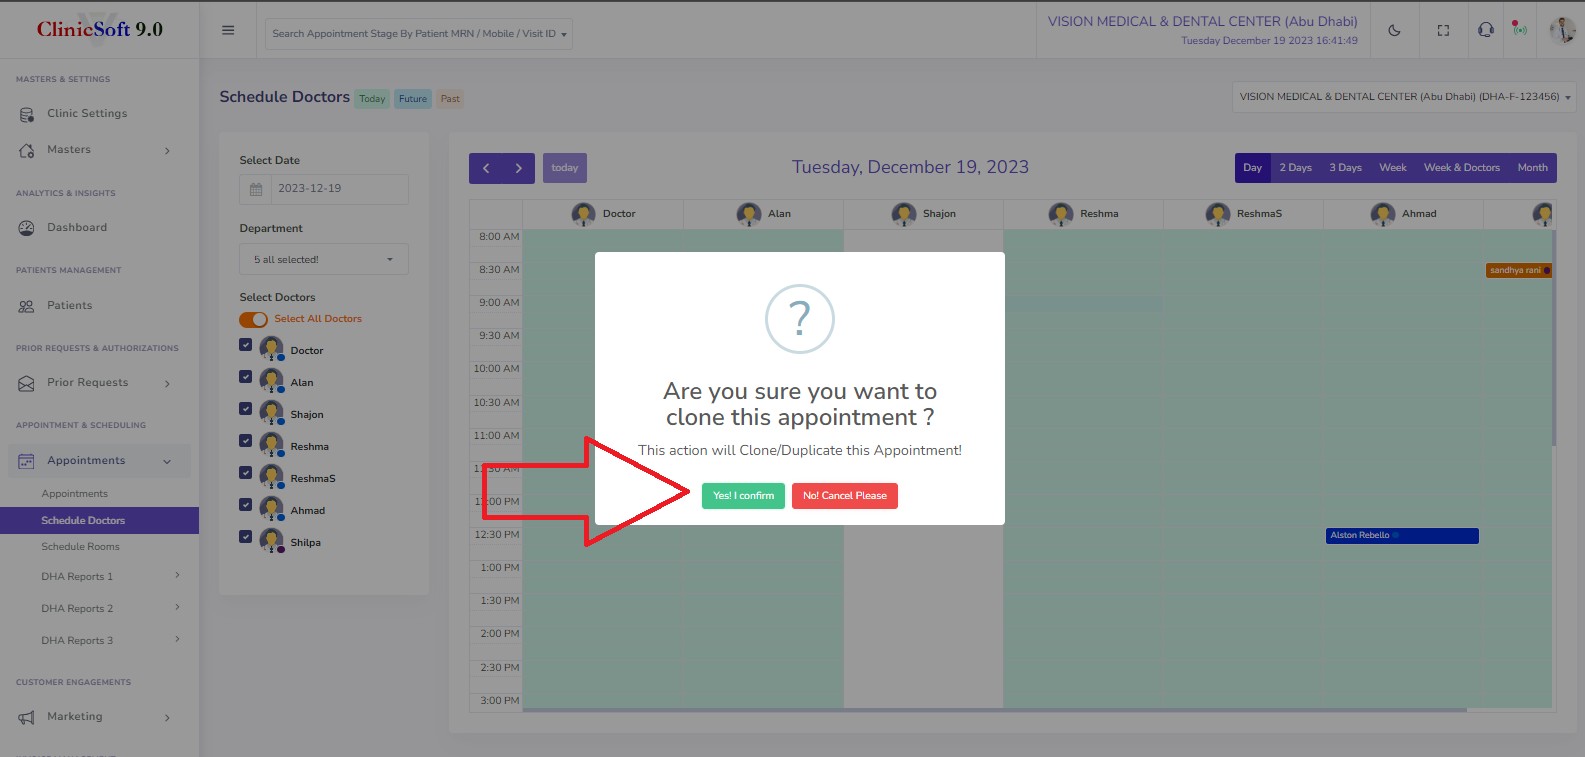 ClinicSoft 9.0
Search Appointment Stage By Patient MRN / Mobile / Visit ID
VISION MEDICAL & DENTAL CENTER (Abu Dhabi)
Tuesday December 19 2023 16:41:49
MASTERS & SETTINGS
Clinic Settings
Masters
ANALYTICS & INSIGHTS
Dashboard
PATIENTS MANAGEMENT
Patients
PRIOR REQUESTS & AUTHORIZATIONS
Prior Requests
APPOINTMENT & SCHEDULING
Appointments
Appointments
Schedule Doctors
Schedule Rooms
DHA Reports 1
DHA Reports 2
DHA Reports 3
CUSTOMER ENGAGEMENTS
Marketing
Schedule Doctors Today Future Past
VISION MEDICAL & DENTAL CENTER (Abu Dhabi) (DHA-F-123456)
Select Date
2023-12-19
Department
5 all selected!
Select Doctors
Select All Doctors
Doctor
Alan
Shajon
Reshma
ReshmaS
Ahmad
Shilpa
today
Tuesday, December 19, 2023
Day 2 Days 3 Days Week Week & Doctors Month
Doctor Alan Shajon Reshma ReshmaS Ahmad
8:00 AM
8:30 AM
sandhya rani
9:00 AM
9:30 AM
10:00 AM
10:30 AM
11:00 AM
12:30 PM
Alston Rebello
1:00 PM
1:30 PM
2:00 PM
2:30 PM
3:00 PM
?
Are you sure you want to
clone this appointment ?
This action will Clone/Duplicate this Appointment!
Yes! I confirm No! Cancel Please